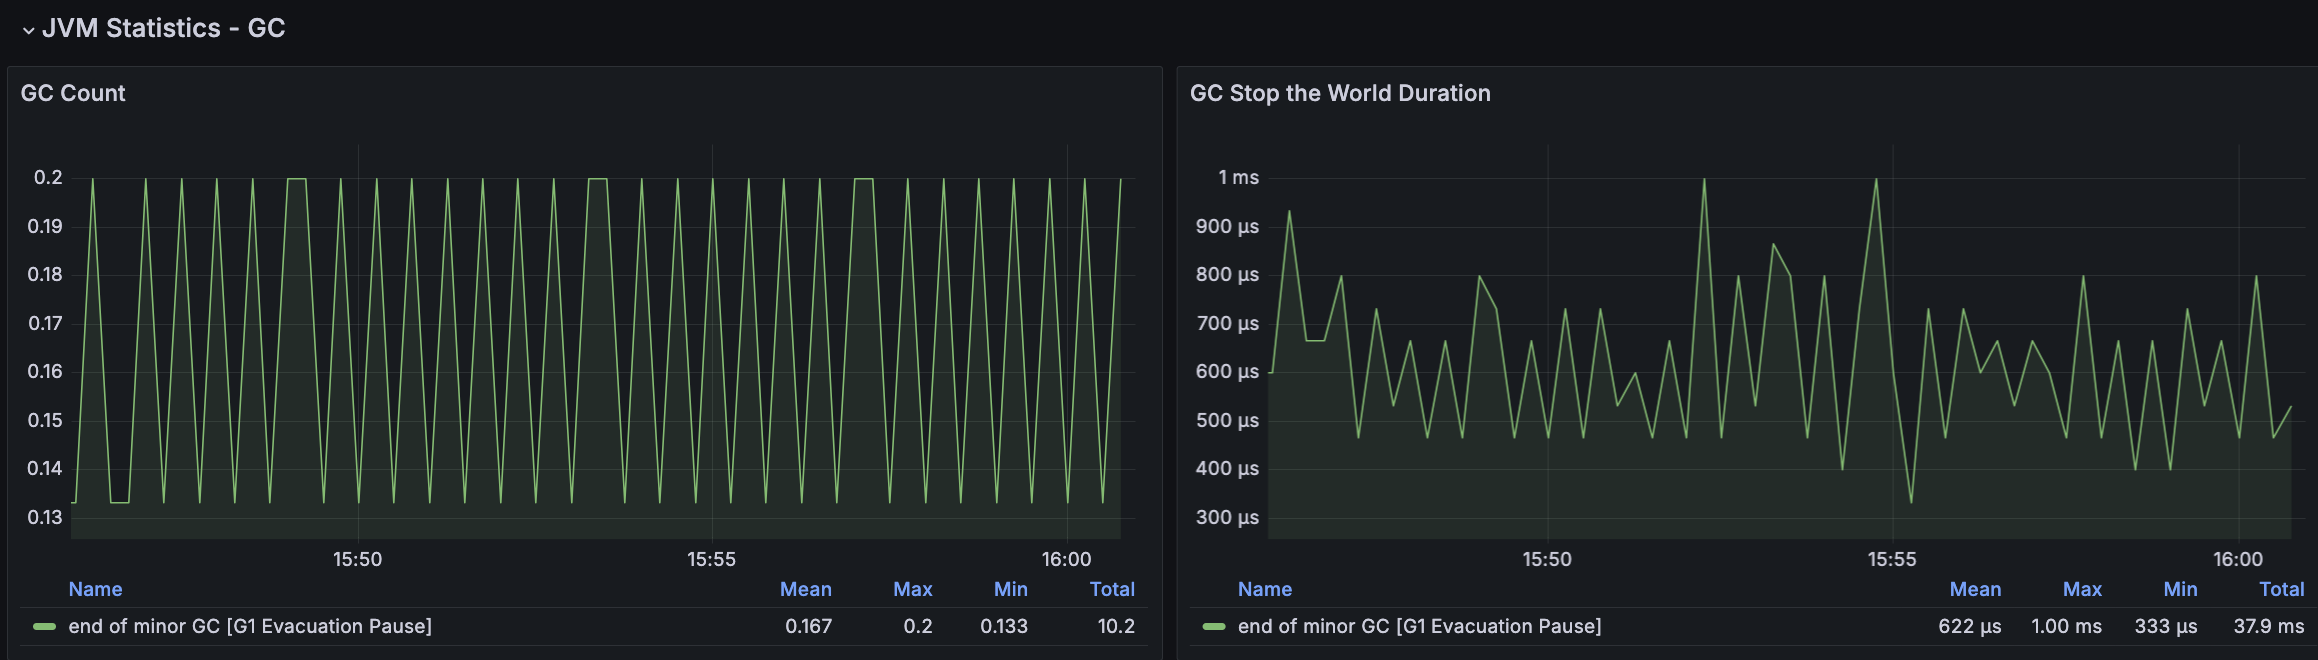 JVM Statistics - GC
GC Count
0.2
0.19
0.18
0.17
0.16
0.15
0.14
0.13
15:50 15:55 16:00
Name Mean Max Min Total
end of minor GC [G1 Evacuation Pause] 0.167 0.2 0.133 10.2
GC Stop the World Duration
1 ms
900 µs
800 µs
700 µs
600 µs
500 µs
400 µs
300 µs
15:50 15:55 16:00
Name Mean Max Min Total
end of minor GC [G1 Evacuation Pause] 622 µs 1.00 ms 333 µs 37.9 ms